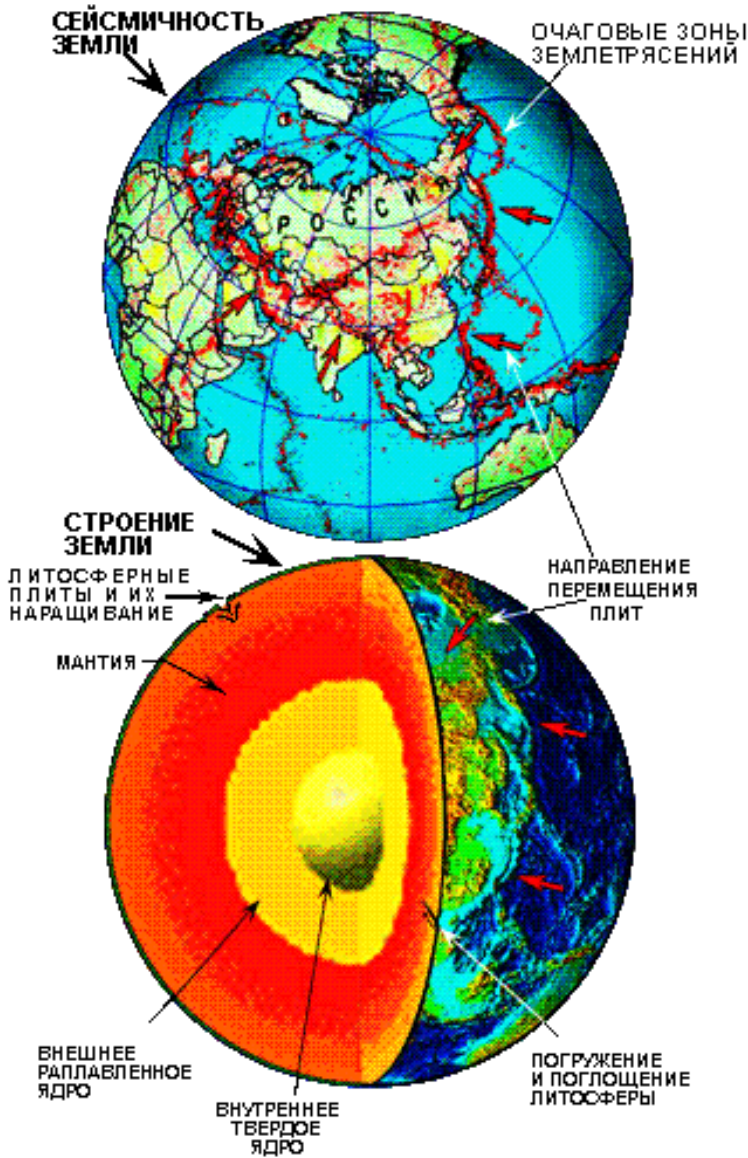 СЕЙСМИЧНОСТЬ
ЗЕМЛИ
ОЧАГОВЫЕ ЗОНЫ
ЗЕМЛЕТРЯСЕНИЙ
РОССИЯ
СТРОЕНИЕ
ЗЕМЛИ
ЛИТОСФЕРНЫЕ
ПЛИТЫ И ИХ
НАРАЩИВАНИЕ
НАПРАВЛЕНИЕ
ПЕРЕМЕЩЕНИЯ
ПЛИТ
МАНТИЯ
ВНЕШНЕЕ
РАПЛАВЛЕННОЕ
ЯДРО
ВНУТРЕННЕЕ
ТВЕРДОЕ
ЯДРО
ПОГРУЖЕНИЕ
И ПОГЛОЩЕНИЕ
ЛИТОСФЕРЫ